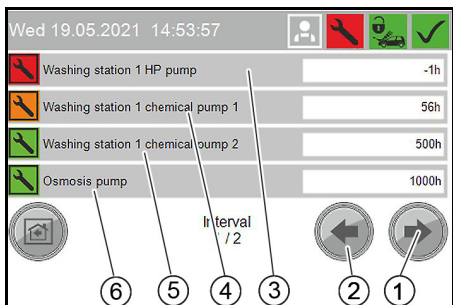 Wed 19.05.2021 14:53:57
Washing station 1 HP pump -1h
Washing station 1 chemical pump 1 56h
Washing station 1 chemical pump 2 500h
Osmosis pump 1000h
Interval
/ 2
6 5 4 3 2 1